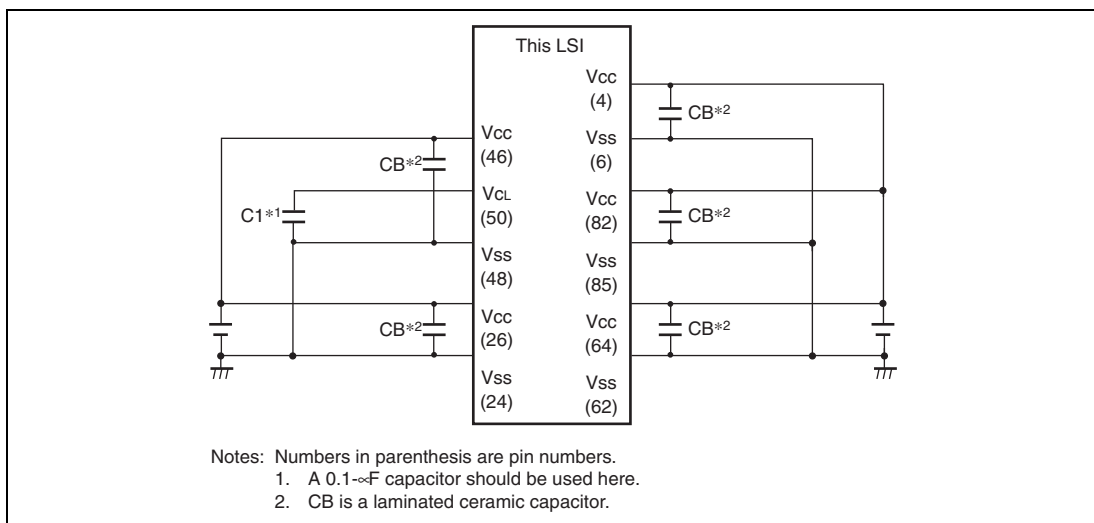 This LSI
Vcc
(4)
CB*2
Vss
(6)
Vcc
(46)
CB*2
VCL
(50)
C1*1
Vss
(48)
Vcc
(82)
CB*2
Vss
(85)
Vcc
(26)
CB*2
Vss
(24)
Vcc
(64)
CB*2
Vss
(62)
Notes: Numbers in parenthesis are pin numbers.
1. A 0.1-∝F capacitor should be used here.
2. CB is a laminated ceramic capacitor.